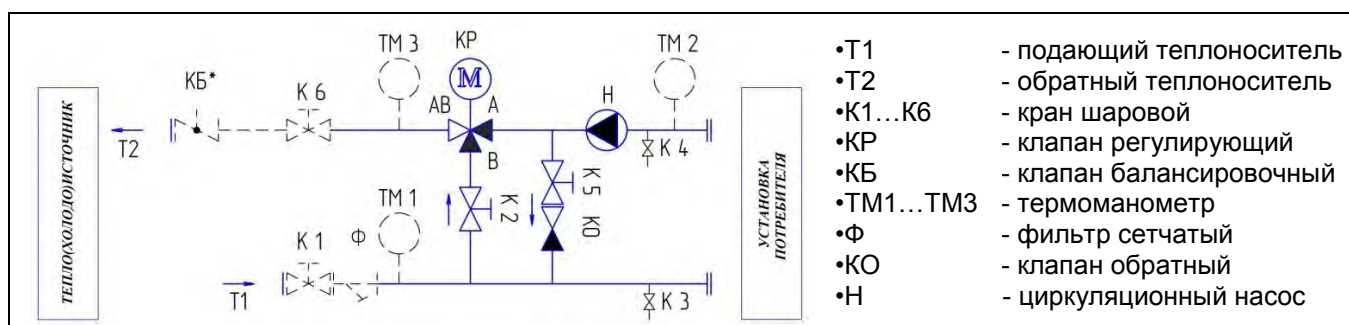 ТМ 3
КР
ТМ 2
КБ*
К 6
М
АВ
А
Н
Т2
В
К 4
К 5
ТМ 1
К 2
КО
К 1
Ф
Т1
К 3
ТЕПЛО(ХОЛОДО)ИСТОЧНИК
УСТАНОВКА
ПОТРЕБИТЕЛЯ
•Т1 - подающий теплоноситель
•Т2 - обратный теплоноситель
•К1…К6 - кран шаровой
•КР - клапан регулирующий
•КБ - клапан балансировочный
•ТМ1…ТМ3 - термоманометр
•Ф - фильтр сетчатый
•КО - клапан обратный
•Н - циркуляционный насос